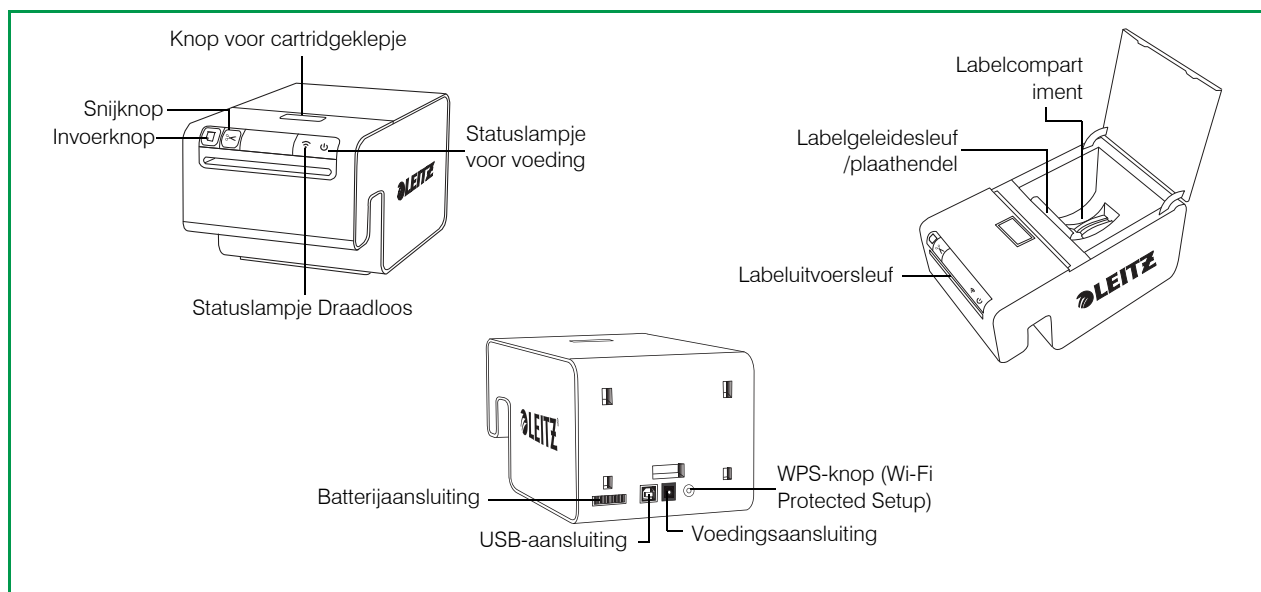 Knop voor cartridgeklepje
Snijknop
Invoerknop
Statuslampje
voor voeding
LEITZ
Statuslampje Draadloos
Labelcompart
iment
Labelgeleidesleuf
/plaathendel
Labeluitvoersleuf
LEITZ
LEITZ
Batterijaansluiting
USB-aansluiting
Voedingsaansluiting
WPS-knop (Wi-Fi
Protected Setup)